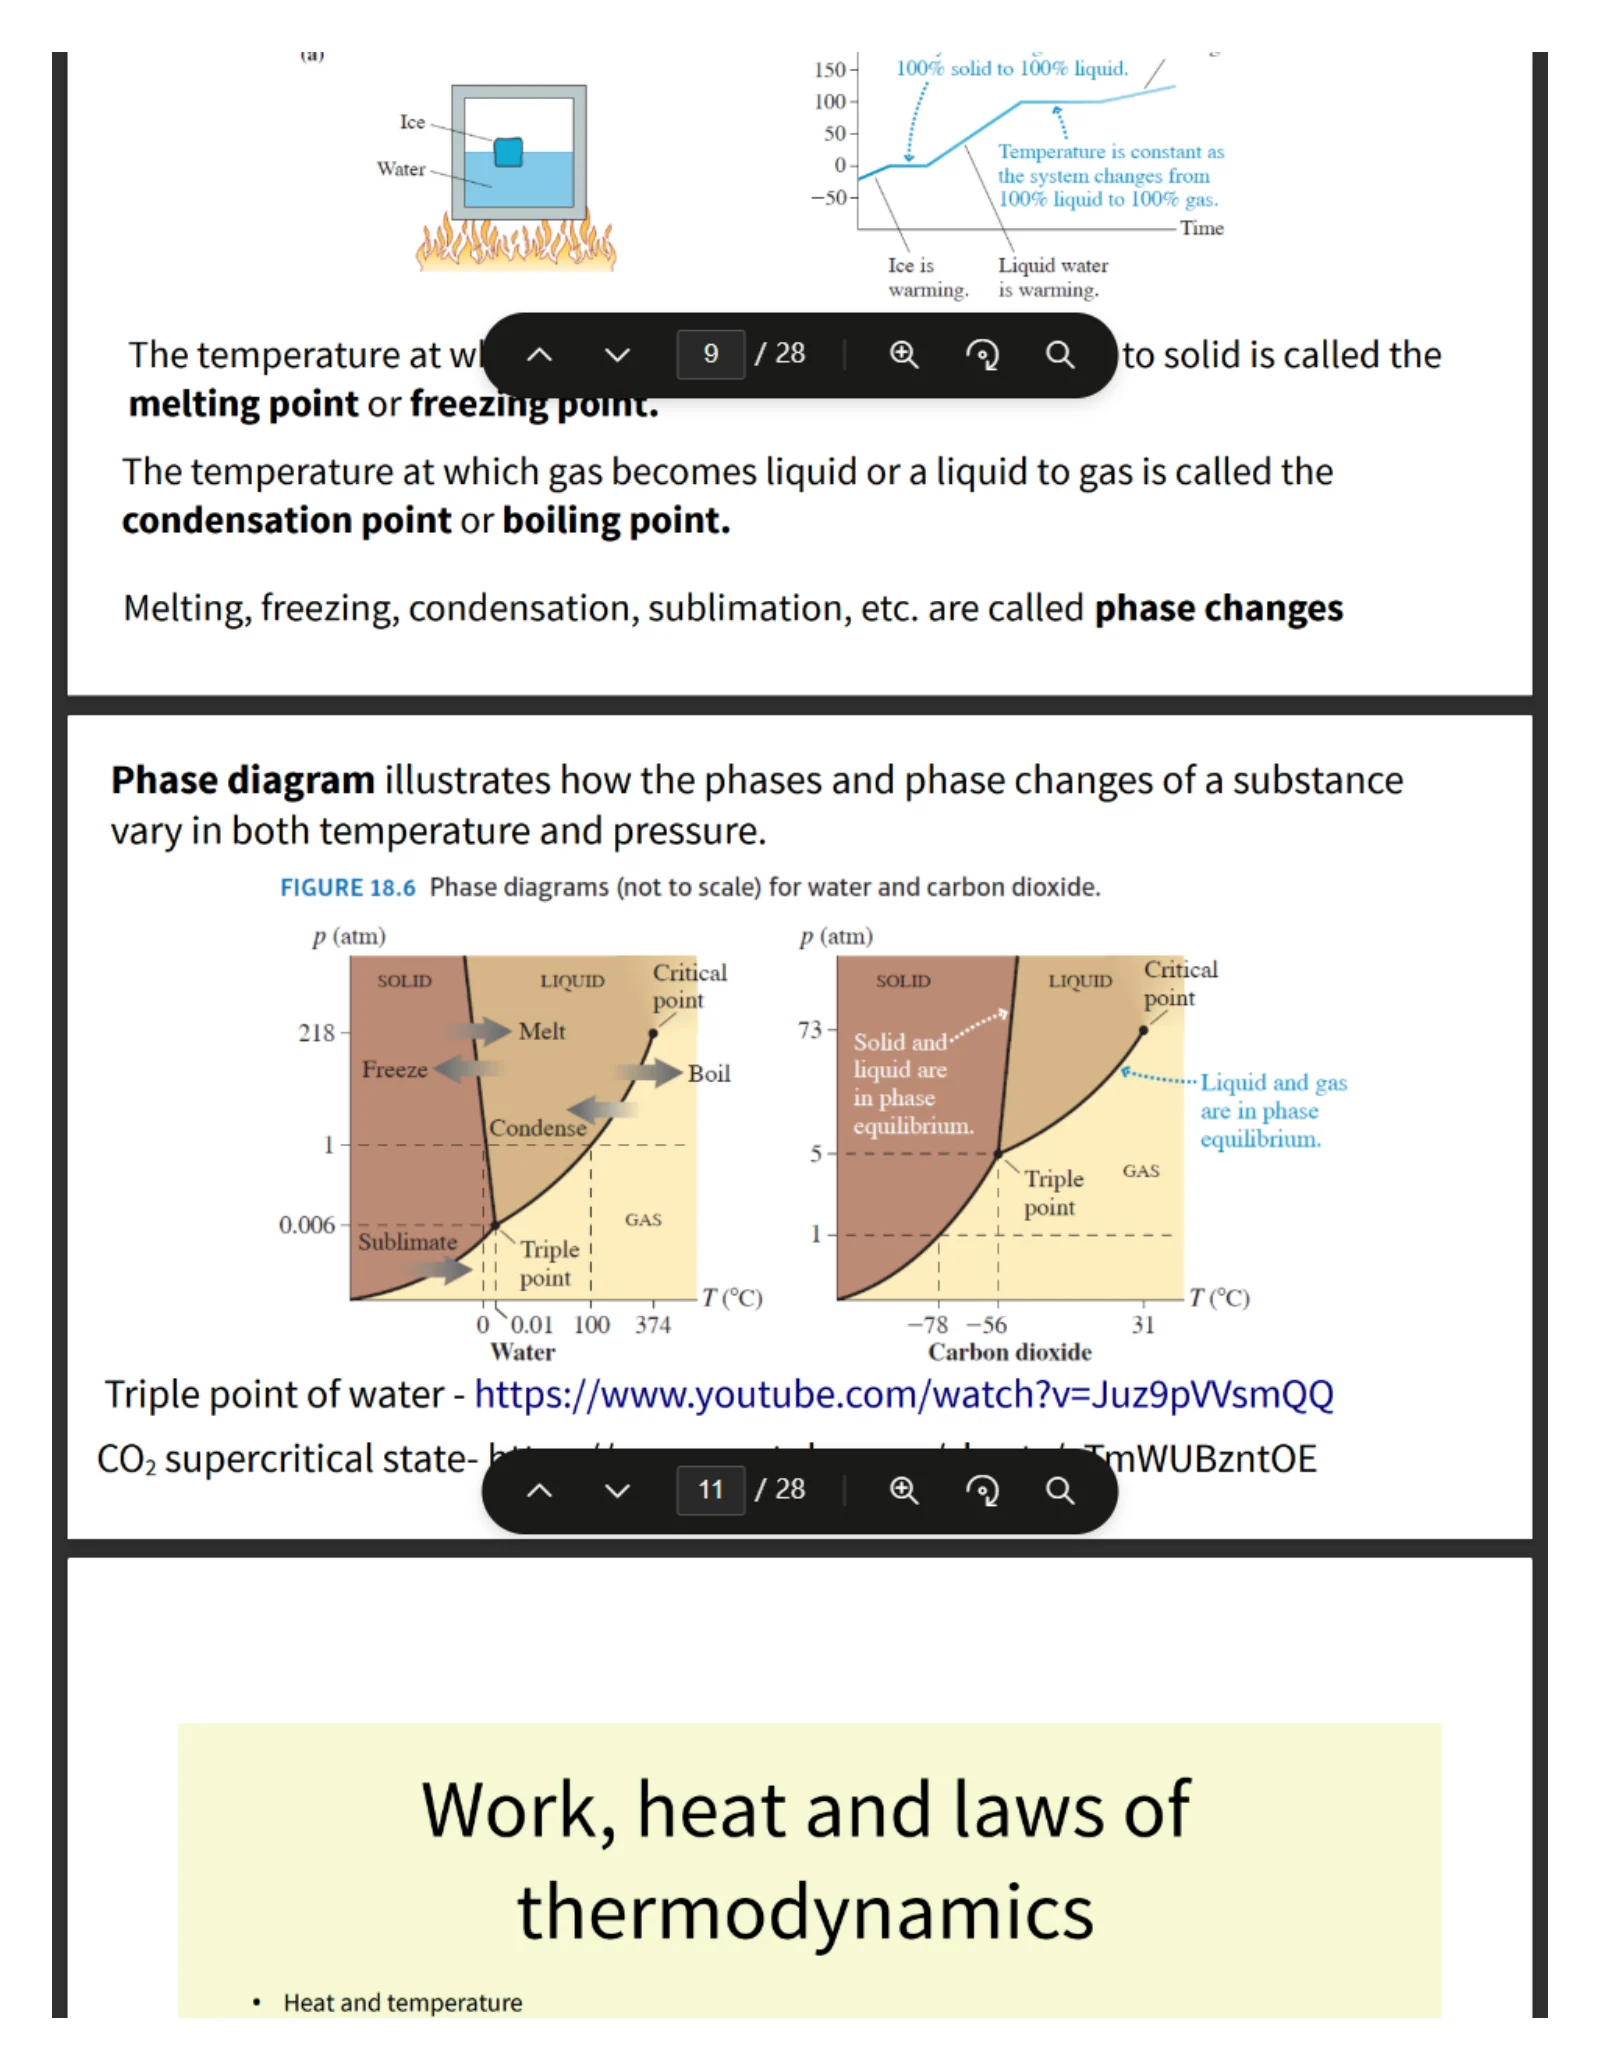 (a)
150
100% solid to 100% liquid.
100
Ice
50
Temperature is constant as
0
the system changes from
Water
−50
100% liquid to 100% gas.
Time
Ice is
warming.
Liquid water
is warming.
The temperature at
9 / 28
to solid is called the
melting point or freezing point.
The temperature at which gas becomes liquid or a liquid to gas is called the
condensation point or boiling point.
Melting, freezing, condensation, sublimation, etc. are called phase changes
Phase diagram illustrates how the phases and phase changes of a substance
vary in both temperature and pressure.
FIGURE 18.6 Phase diagrams (not to scale) for water and carbon dioxide.
p (atm)
SOLID
LIQUID
Critical
point
218
Melt
Freeze
Boil
Condense
1
0.006
GAS
Sublimate
Triple
point
T (°C)
0 0.01 100 374
Water
p (atm)
SOLID
LIQUID
Critical
point
73
Solid and
liquid are
in phase
equilibrium.
Liquid and gas
are in phase
equilibrium.
5
GAS
Triple
point
1
T (°C)
−78 −56 31
Carbon dioxide
Triple point of water - https://www.youtube.com/watch?v=Juz9pVVsmQQ
CO₂ supercritical state- TmWUBzntOE
11 / 28
Work, heat and laws of
thermodynamics
• Heat and temperature